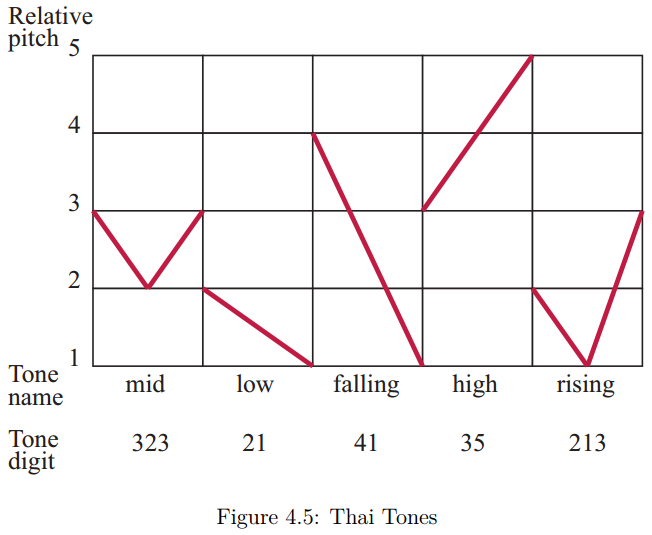 Relative
pitch
5
4
3
2
1
Tone
name
mid low falling high rising
Tone
digit
323 21 41 35 213
Figure 4.5: Thai Tones